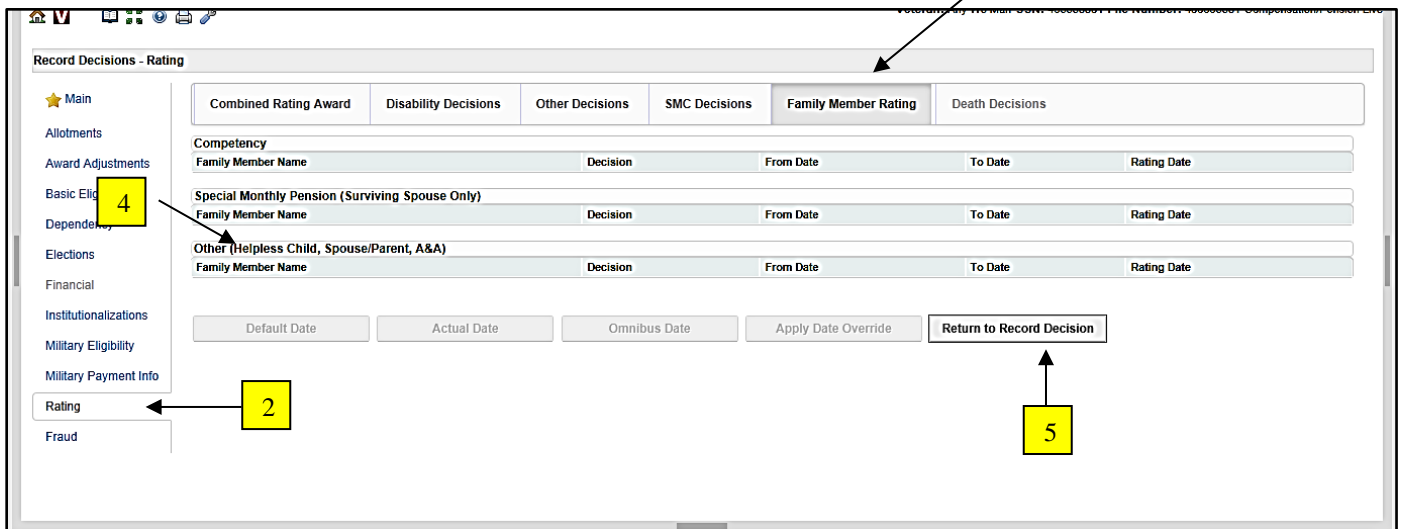 Record Decisions - Rating
Main
Allotments
Award Adjustments
Basic Elig
Dependency
Elections
Financial
Institutionalizations
Military Eligibility
Military Payment Info
Rating
Fraud
Combined Rating Award Disability Decisions Other Decisions SMC Decisions Family Member Rating Death Decisions
Competency
Family Member Name Decision From Date To Date Rating Date
Special Monthly Pension (Surviving Spouse Only)
Family Member Name Decision From Date To Date Rating Date
Other (Helpless Child, Spouse/Parent, A&A)
Family Member Name Decision From Date To Date Rating Date
Default Date Actual Date Omnibus Date Apply Date Override Return to Record Decision
4
2
5